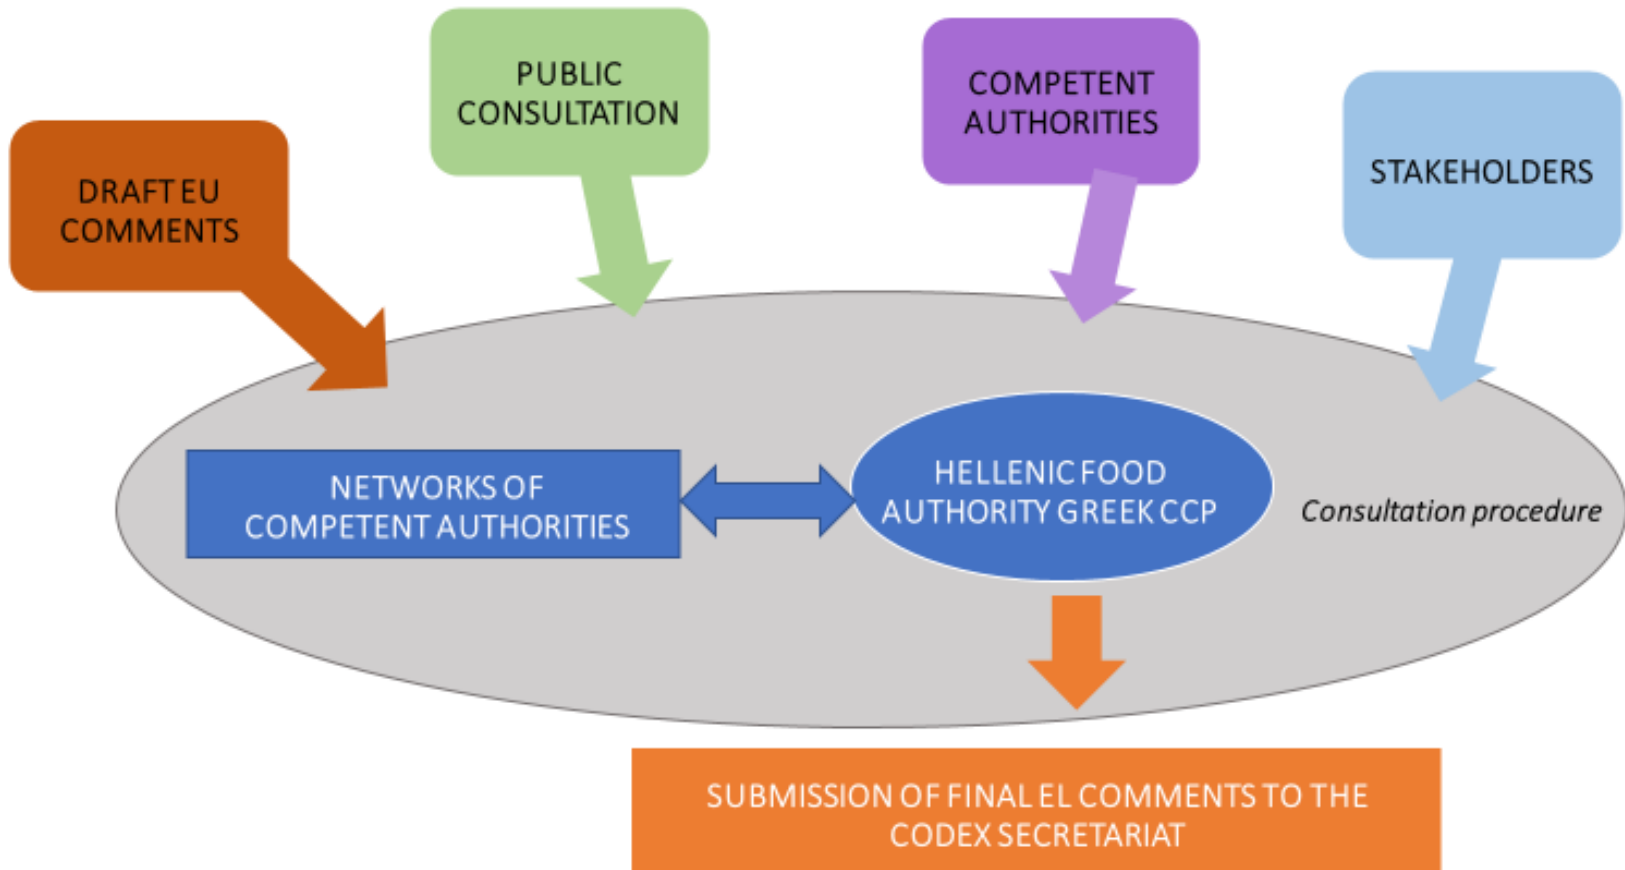 PUBLIC
CONSULTATION
COMPETENT
AUTHORITIES
STAKEHOLDERS
DRAFT EU
COMMENTS
NETWORKS OF
COMPETENT AUTHORITIES
HELLENIC FOOD
AUTHORITY GREEK CCP
Consultation procedure
SUBMISSION OF FINAL EL COMMENTS TO THE
CODEX SECRETARIAT